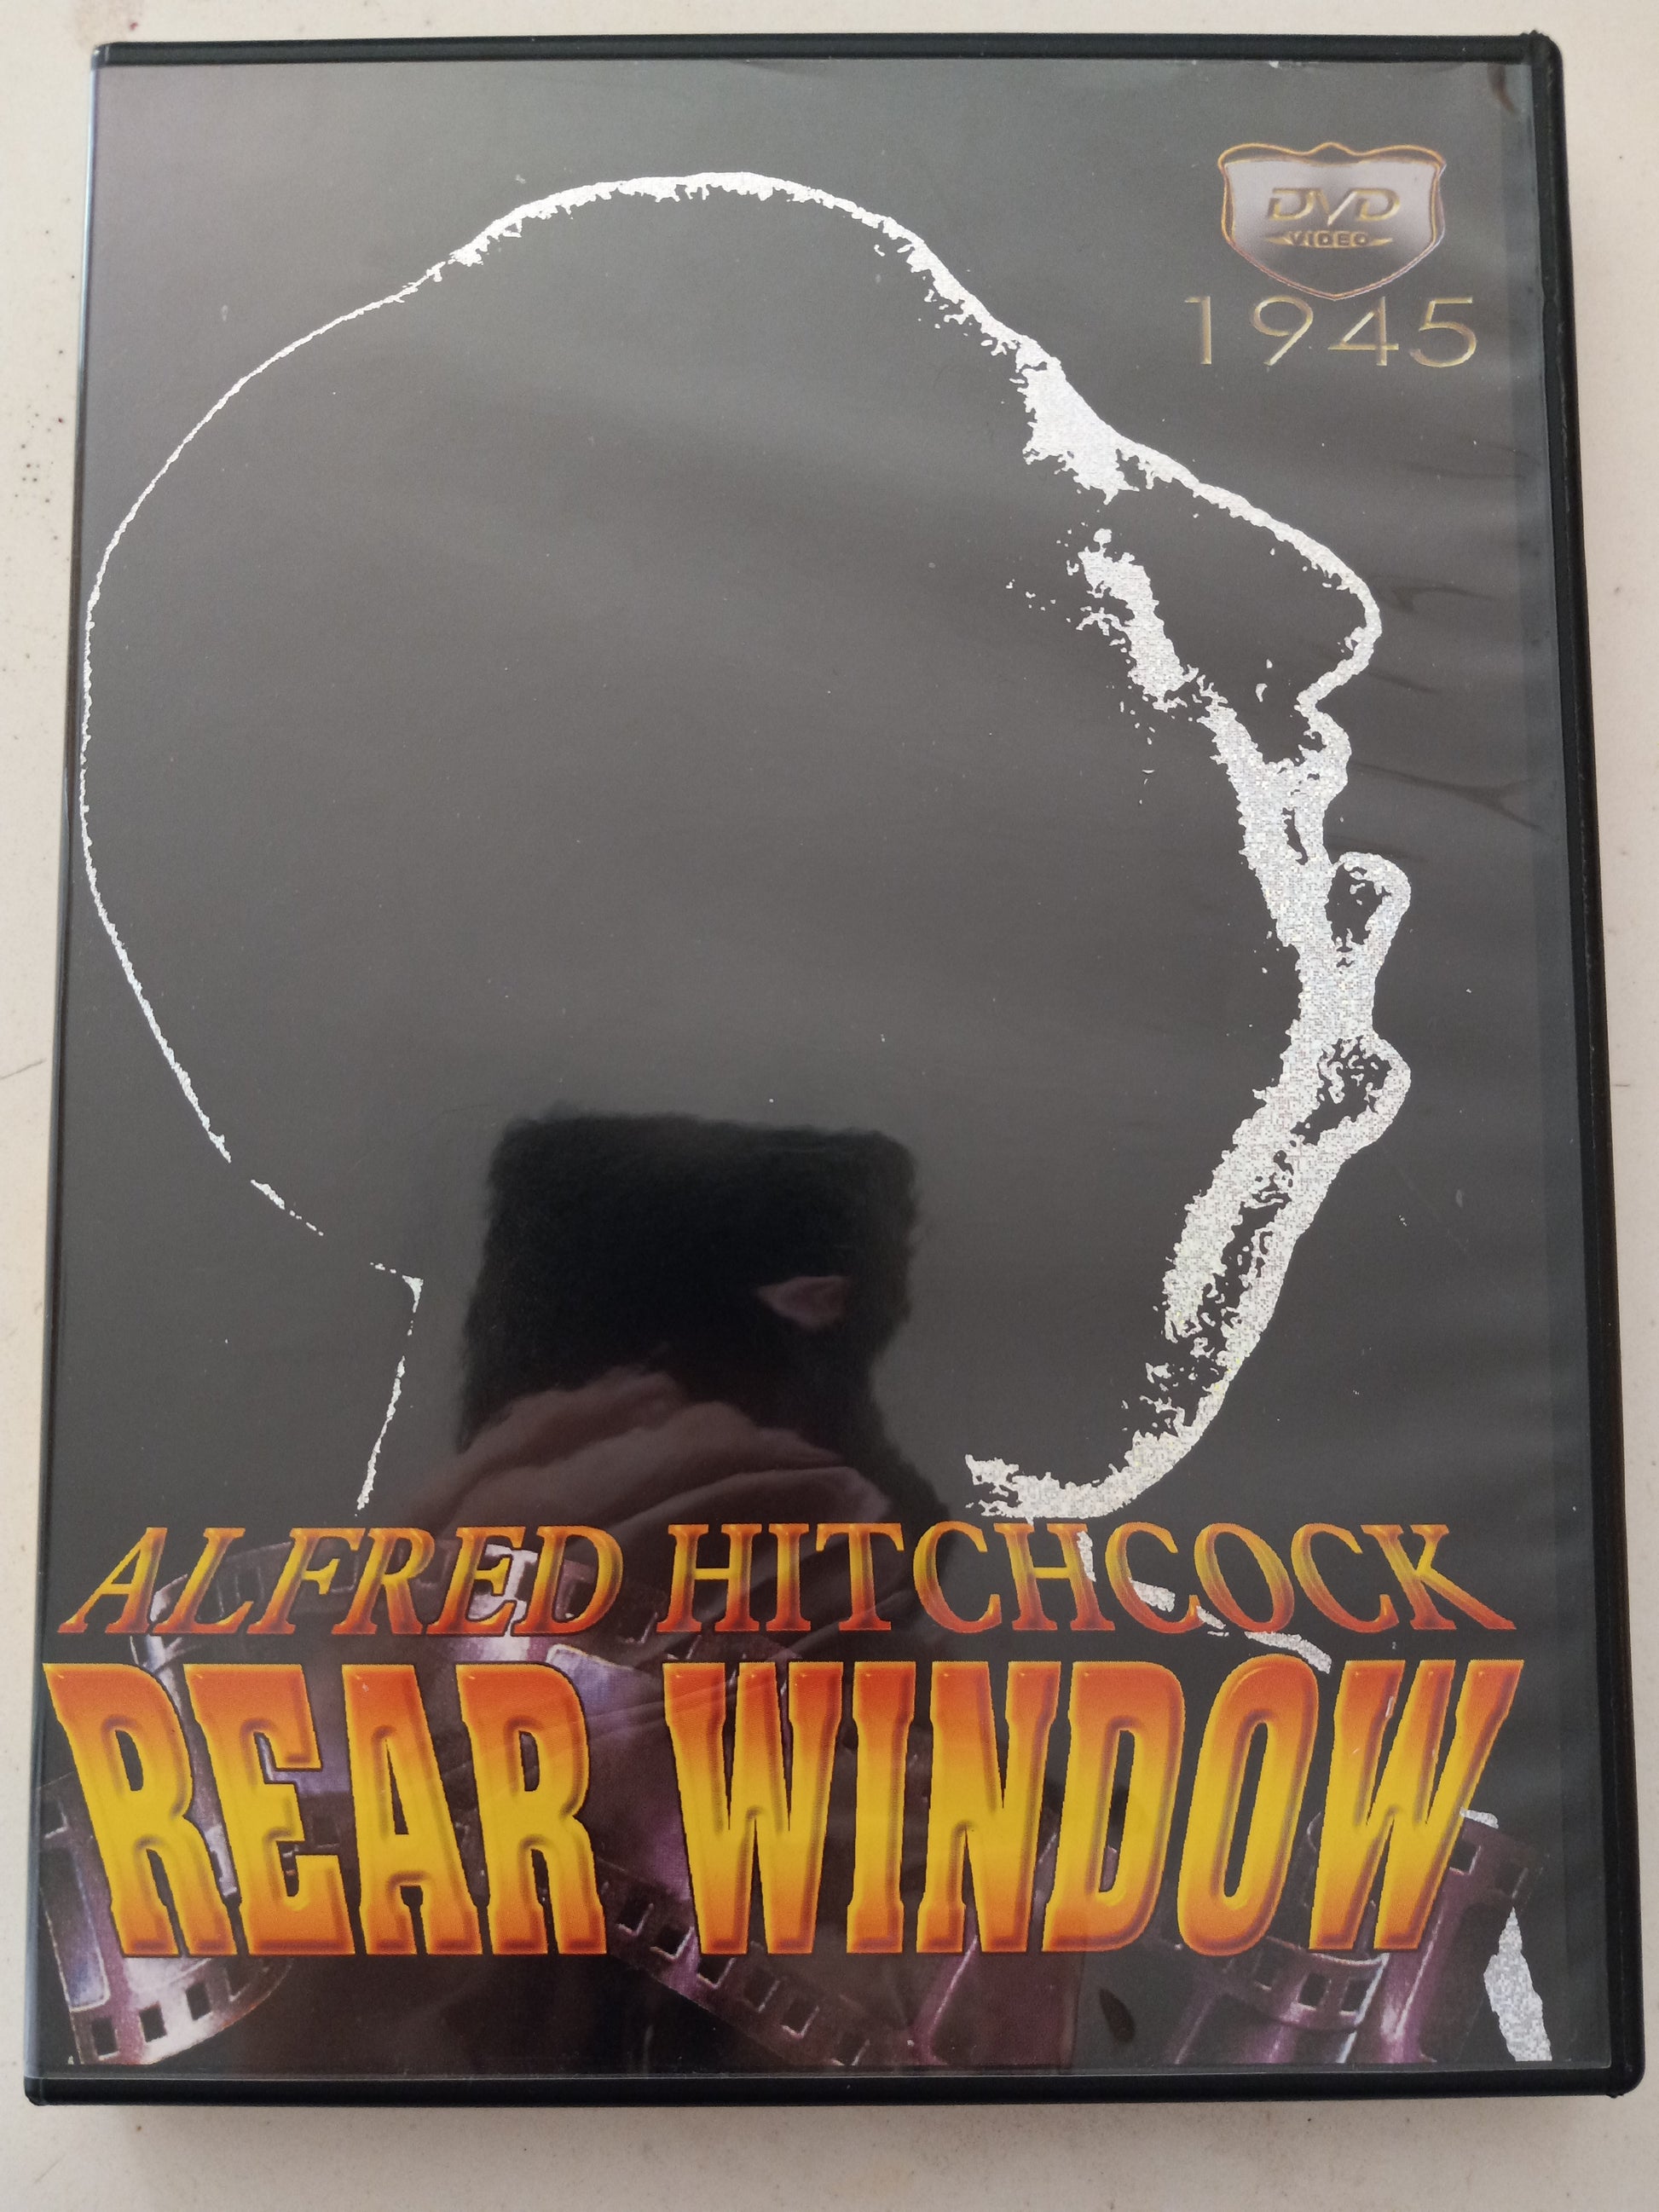 DVD
VIDEO
1945
ALFRED HITCHCOCK
REAR WINDOW